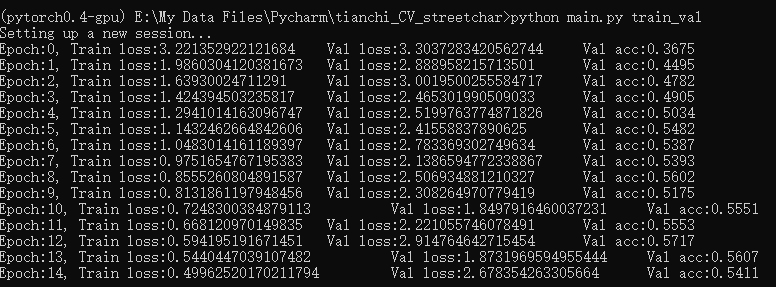 (pytorch0.4-gpu) E:\My Data Files\Pycharm\tianchi_CV_streetchar>python main.py train_val
Setting up a new session...
Epoch:0, Train loss:3.221352922121684 Val loss:3.3037283420562744 Val acc:0.3675
Epoch:1, Train loss:1.9860304120381673 Val loss:2.888958215713501 Val acc:0.4495
Epoch:2, Train loss:1.63930024711291 Val loss:3.0019500255584717 Val acc:0.4782
Epoch:3, Train loss:1.424394503235817 Val loss:2.465301990509033 Val acc:0.4905
Epoch:4, Train loss:1.2941014163096747 Val loss:2.5199763774871826 Val acc:0.5034
Epoch:5, Train loss:1.1432462664842606 Val loss:2.41558837890625 Val acc:0.5482
Epoch:6, Train loss:1.0483014161189397 Val loss:2.783369302749634 Val acc:0.5387
Epoch:7, Train loss:0.9751654767195383 Val loss:2.1386594772338867 Val acc:0.5393
Epoch:8, Train loss:0.8555260804891587 Val loss:2.506934881210327 Val acc:0.5602
Epoch:9, Train loss:0.8131861197948456 Val loss:2.308264970779419 Val acc:0.5175
Epoch:10, Train loss:0.7248300384879113 Val loss:1.8497916460037231 Val acc:0.5551
Epoch:11, Train loss:0.668120970149835 Val loss:2.221055746078491 Val acc:0.5553
Epoch:12, Train loss:0.594195191671451 Val loss:2.914764642715454 Val acc:0.5717
Epoch:13, Train loss:0.5440447039107482 Val loss:1.8731969594955444 Val acc:0.5607
Epoch:14, Train loss:0.49962520170211794 Val loss:2.678354263305664 Val acc:0.5411